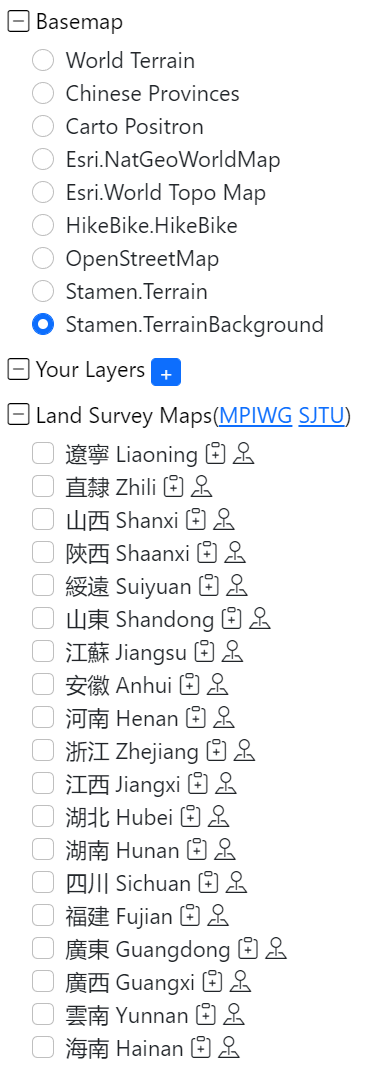 Basemap
World Terrain
Chinese Provinces
Carto Positron
Esri.NatGeoWorldMap
Esri.World Topo Map
HikeBike.HikeBike
OpenStreetMap
Stamen.Terrain
Stamen.TerrainBackground
Your Layers +
Land Survey Maps(MPIWG SJTU)
遼寧 Liaoning
直隸 Zhili
山西 Shanxi
陝西 Shaanxi
綏遠 Suiyuan
山東 Shandong
江蘇 Jiangsu
安徽 Anhui
河南 Henan
浙江 Zhejiang
江西 Jiangxi
湖北 Hubei
湖南 Hunan
四川 Sichuan
福建 Fujian
廣東 Guangdong
廣西 Guangxi
雲南 Yunnan
海南 Hainan